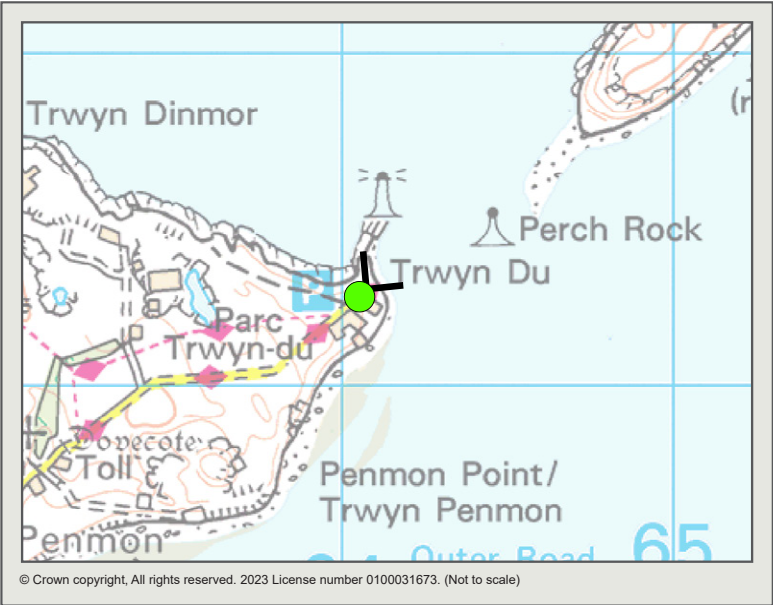 Trwyn Dinmor
(r
Perch Rock
Trwyn Du
P
Parc
Trwyn-du
Dovecote
Toll
Penmon Point/
Trwyn Penmon
Penmon
Outer Road
65
© Crown copyright, All rights reserved. 2023 License number 0100031673. (Not to scale)